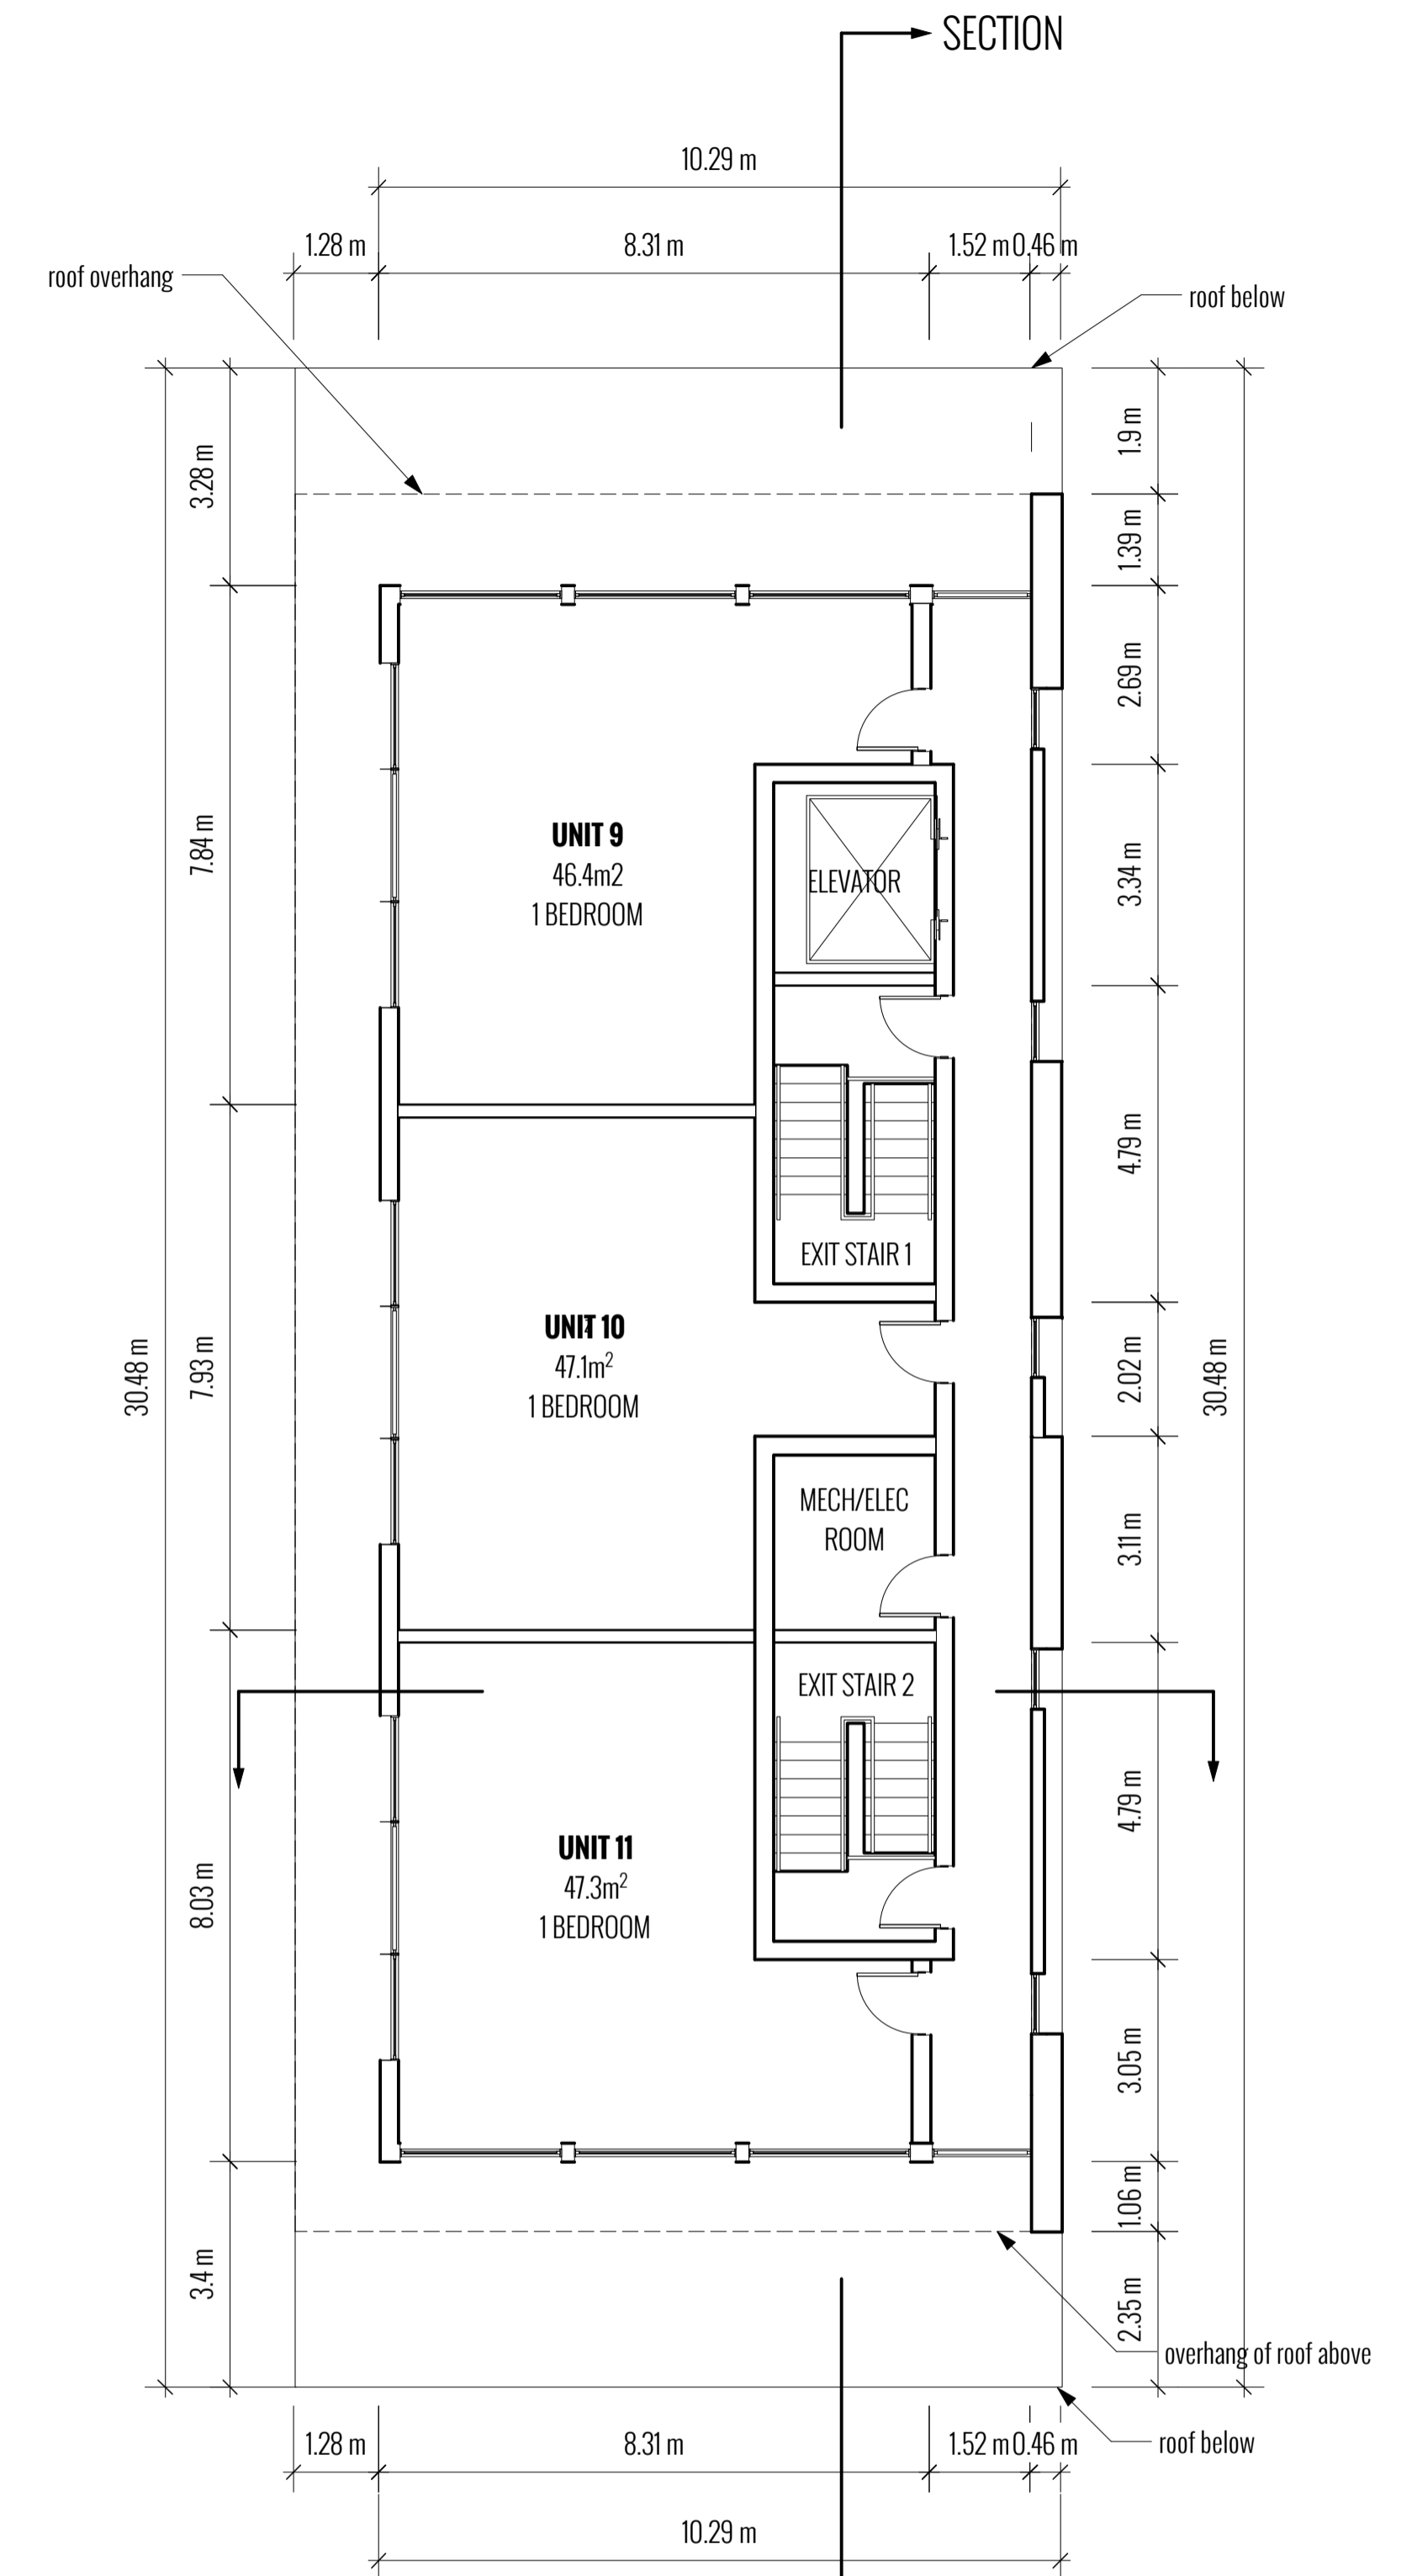 SECTION
10.29 m
1.28 m
8.31 m
1.52 m
0.46 m
roof overhang
roof below
3.28 m
1.9 m
1.39 m
2.69 m
UNIT 9
46.4m2
1 BEDROOM
7.84 m
ELEVATOR
3.34 m
4.79 m
EXIT STAIR 1
UNIT 10
47.1m²
1 BEDROOM
30.48 m
7.93 m
2.02 m
30.48 m
MECH/ELEC
ROOM
3.11 m
EXIT STAIR 2
UNIT 11
47.3m²
1 BEDROOM
8.03 m
4.79 m
3.05 m
1.06 m
3.4 m
2.35 m
overhang of roof above
roof below
1.28 m
8.31 m
1.52 m
0.46 m
10.29 m